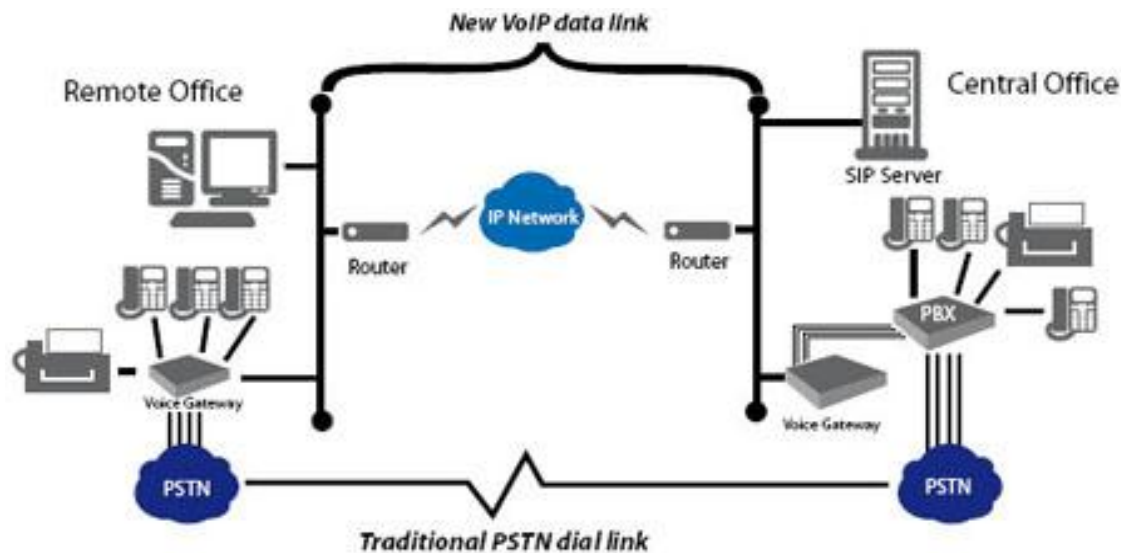 New VoIP data link
Remote Office
Central Office
SIP Server
IP Network
Router
Router
PBX
Voice Gateway
Voice Gateway
PSTN
PSTN
Traditional PSTN dial link